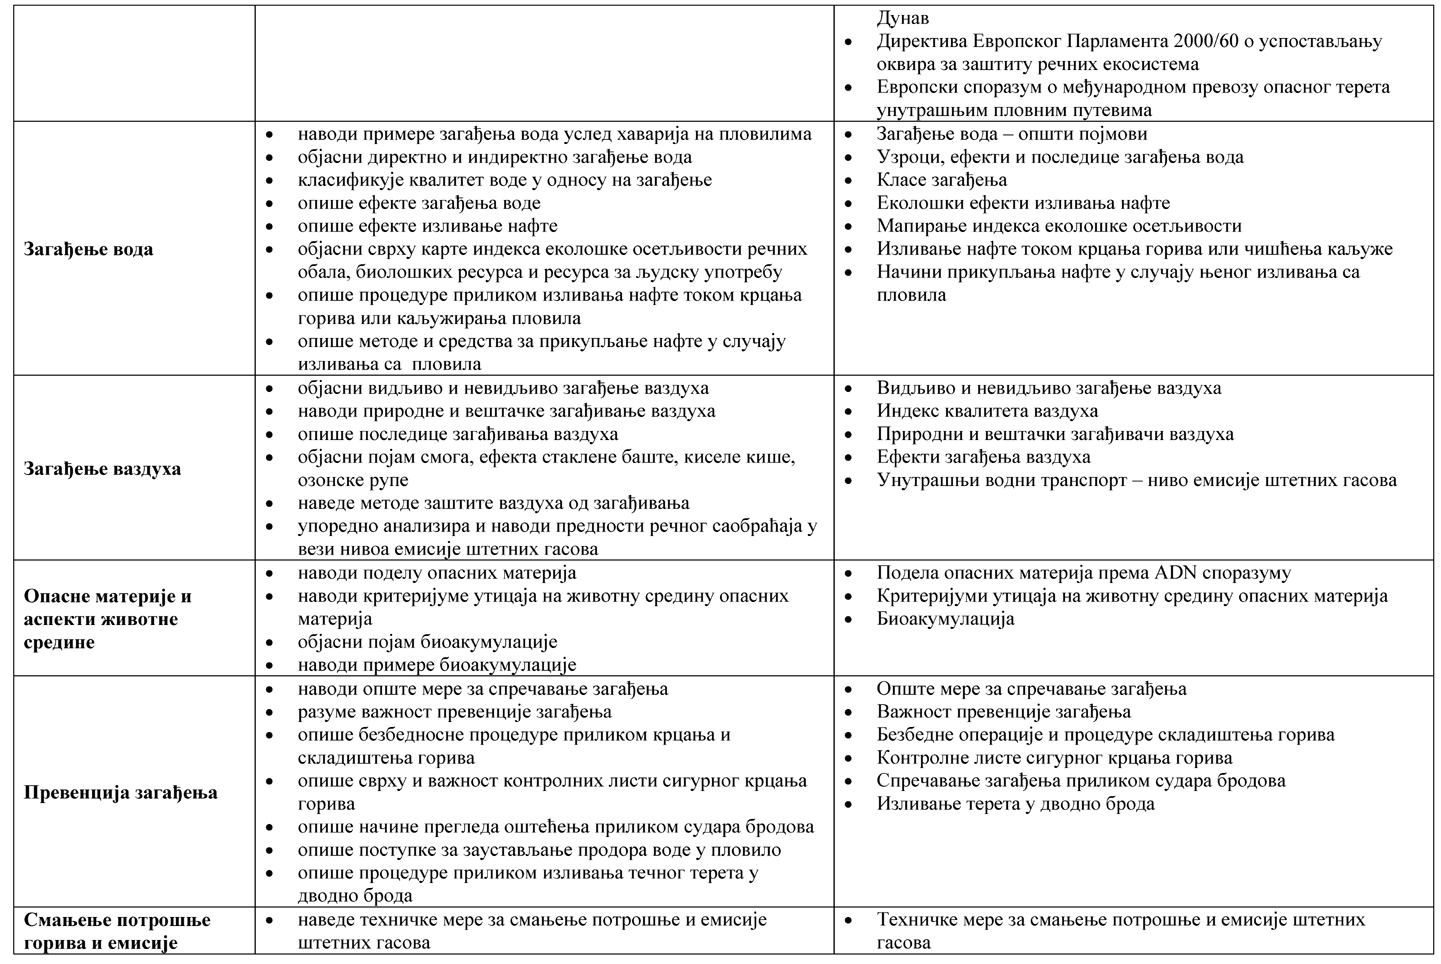 Дунав
• Директива Европског Парламента 2000/60 о успостављању
оквира за заштиту речних екосистема
• Европски споразум о међународном превозу опасног терета
унутрашњим пловним путевима
Загађење вода
• наводи примере загађења вода услед хаварија на пловилима
• објасни директно и индиректно загађење вода
• класификује квалитет воде у односу на загађење
• опише ефекте загађења воде
• опише ефекте изливање нафте
• објасни сврху карте индекса еколошке осетљивости речних
обала, биолошких ресурса и ресурса за људску употребу
• опише процедуре приликом изливања нафте током крцања
горива или каљужирања пловила
• опише методе и средства за прикупљање нафте у случају
изливања са пловила
• Загађење вода – општи појмови
• Узроци, ефекти и последице загађења вода
• Класе загађења
• Еколошки ефекти изливања нафте
• Мапирање индекса еколошке осетљивости
• Изливање нафте током крцања горива или чишћења каљуже
• Начини прикупљања нафте у случају њеног изливања са
пловила
Загађење ваздуха
• објасни видљиво и невидљиво загађење ваздуха
• наводи природне и вештачке загађивање ваздуха
• опише последице загађивања ваздуха
• објасни појам смога, ефекта стаклене баште, киселе кише,
озонске рупе
• наведе методе заштите ваздуха од загађивања
• упоредно анализира и наводи предности речног саобраћаја у
вези нивоа емисије штетних гасова
• Видљиво и невидљиво загађење ваздуха
• Индекс квалитета ваздуха
• Природни и вештачки загађивачи ваздуха
• Ефекти загађења ваздуха
• Унутрашњи водни транспорт – ниво емисије штетних гасова
Опасне материје и
аспекти животне
средине
• наводи поделу опасних материја
• наводи критеријуме утицаја на животну средину опасних
материја
• објасни појам биоакумулације
• наводи примере биоакумулације
• Подела опасних материја према ADN споразуму
• Критеријуми утицаја на животну средину опасних материја
• Биоакумулација
Превенција загађења
• наводи опште мере за спречавање загађења
• разуме важност превенције загађења
• опише безбедносне процедуре приликом крцања и
складиштења горива
• опише сврху и важност контролних листи сигурног крцања
горива
• опише начине прегледа оштећења приликом судара бродова
• опише поступке за заустављање продора воде у пловило
• опише процедуре приликом изливања течног терета у
дводно брода
• Опште мере за спречавање загађења
• Важност превенције загађења
• Безбедне операције и процедуре складиштења горива
• Контролне листе сигурног крцања горива
• Спречавање загађења приликом судара бродова
• Изливање терета у дводно брода
Смањење потрошње
горива и емисије
• наведе техничке мере за смањење потрошње и емисије
штетних гасова
• Техничке мере за смањење потрошње и емисије штетних
гасова